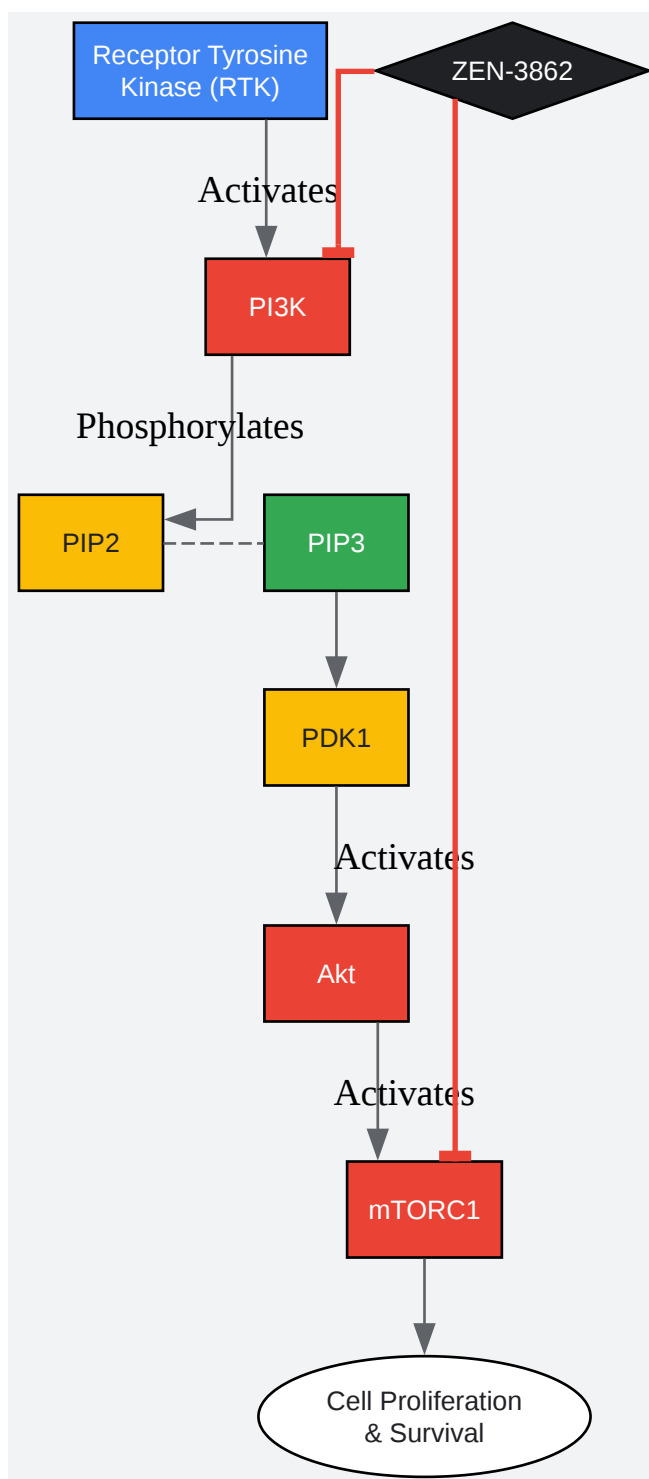 Receptor Tyrosine
Kinase (RTK)
ZEN-3862
Activates
PI3K
Phosphorylates
PIP2
PIP3
PDK1
Activates
Akt
Activates
mTORC1
Cell Proliferation
& Survival